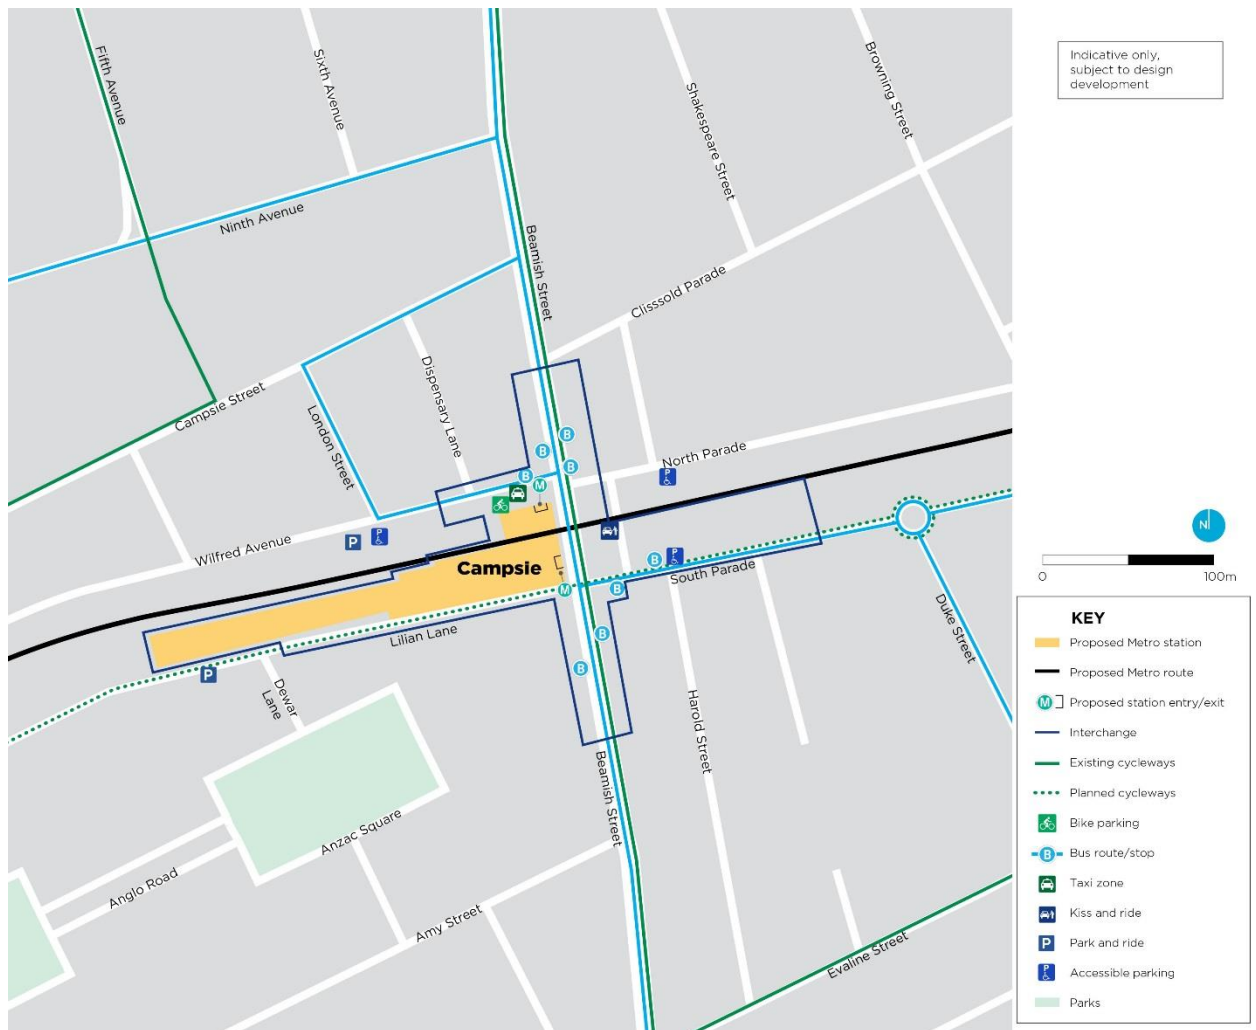 Fifth Avenue
Sixth Avenue
Shakespeare Street
Browning Street
Indicative only,
subject to design
development
Ninth Avenue
Beamish Street
Clisssold Parade
Campsie Street
London Street
Dispensary Lane
North Parade
B
B
B
B
M
P
P
Wilfred Avenue
P
Campsie
B
P
South Parade
M
B
N
0
100m
Lilian Lane
B
B
P
Dewar
Lane
Harold Street
Duke Street
Beamish Street
Anzac Square
Anglo Road
Amy Street
Evaline Street
KEY
Proposed Metro station
Proposed Metro route
M Proposed station entry/exit
Interchange
Existing cycleways
Planned cycleways
Bike parking
B Bus route/stop
Taxi zone
Kiss and ride
P Park and ride
P Accessible parking
Parks